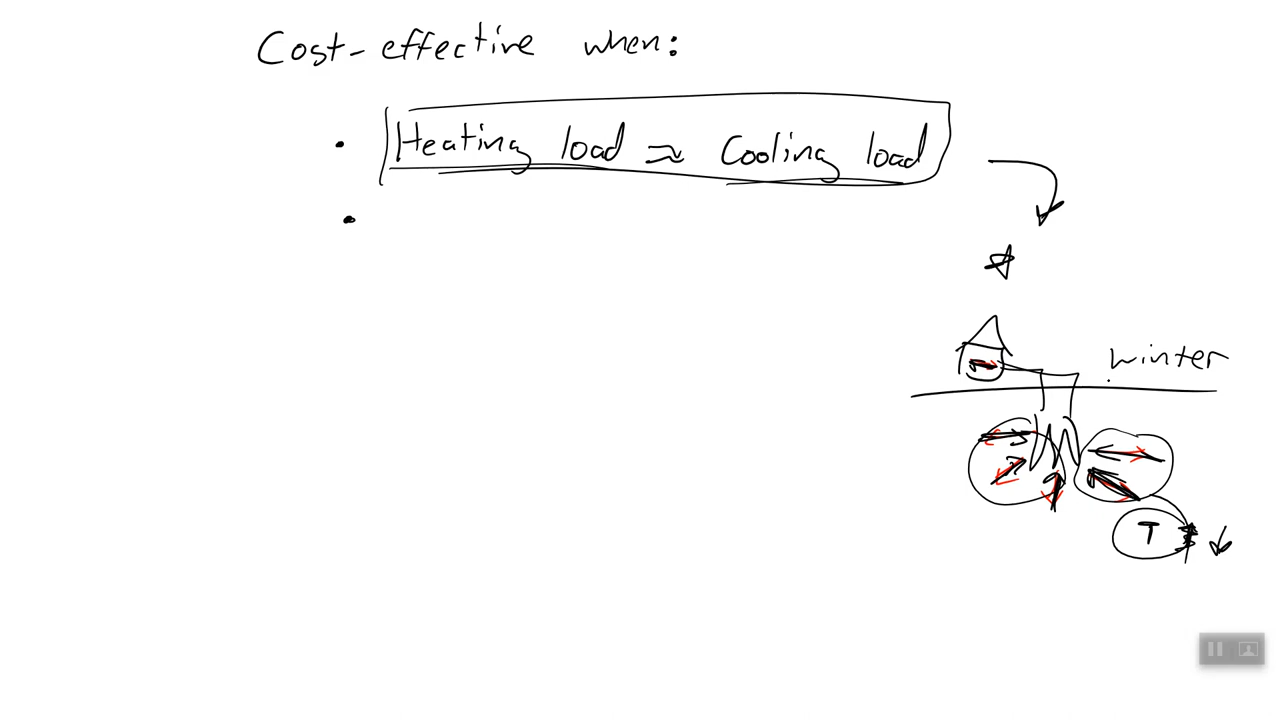 Cost-effective when:
• Heating load ≈ Cooling load
•
winter
T